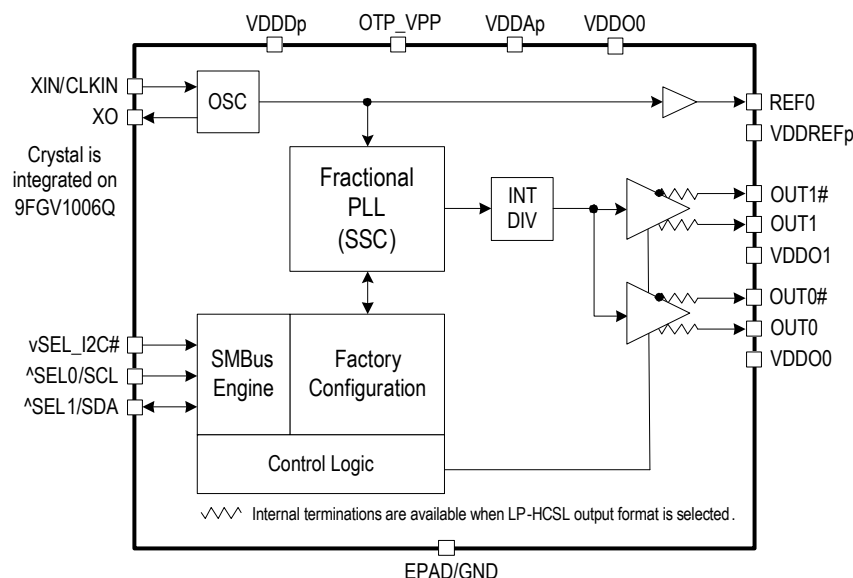 VDDDp
OTP_VPP
VDDAp
VDDO0
XIN/CLKIN
XO
OSC
REF0
VDDREFp
Crystal is
integrated on
9FGV1006Q
Fractional
PLL
(SSC)
INT
DIV
OUT1#
OUT1
VDDO1
OUT0#
OUT0
VDDO0
vSEL_I2C#
^SEL0/SCL
^SEL1/SDA
SMBus
Engine
Factory
Configuration
Control Logic
Internal terminations are available when LP-HCSL output format is selected.
EPAD/GND